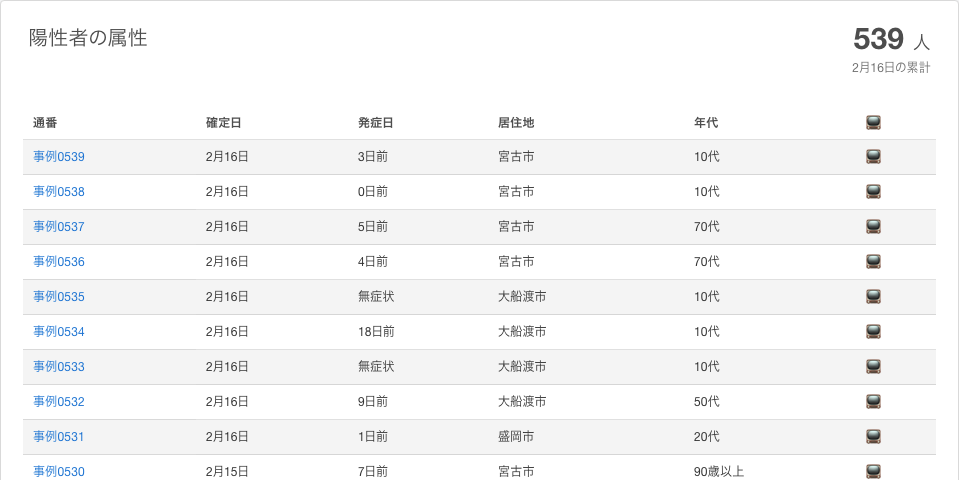 陽性者の属性
539 人
2月16日の累計
通番 確定日 発症日 居住地 年代
事例0539 2月16日 3日前 宮古市 10代
事例0538 2月16日 0日前 宮古市 10代
事例0537 2月16日 5日前 宮古市 70代
事例0536 2月16日 4日前 宮古市 70代
事例0535 2月16日 無症状 大船渡市 10代
事例0534 2月16日 18日前 大船渡市 10代
事例0533 2月16日 無症状 大船渡市 10代
事例0532 2月16日 9日前 大船渡市 50代
事例0531 2月16日 1日前 盛岡市 20代
事例0530 2月15日 7日前 宮古市 90歳以上